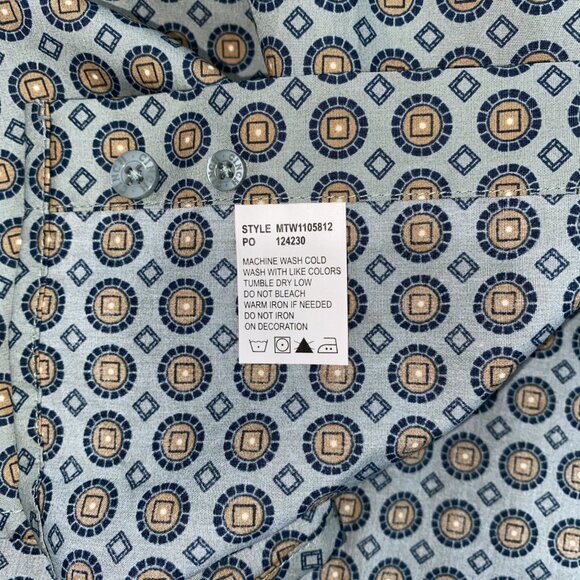 STYLE MTW1105812
PO 124230
MACHINE WASH COLD
WASH WITH LIKE COLORS
TUMBLE DRY LOW
DO NOT BLEACH
WARM IRON IF NEEDED
DO NOT IRON
ON DECORATION